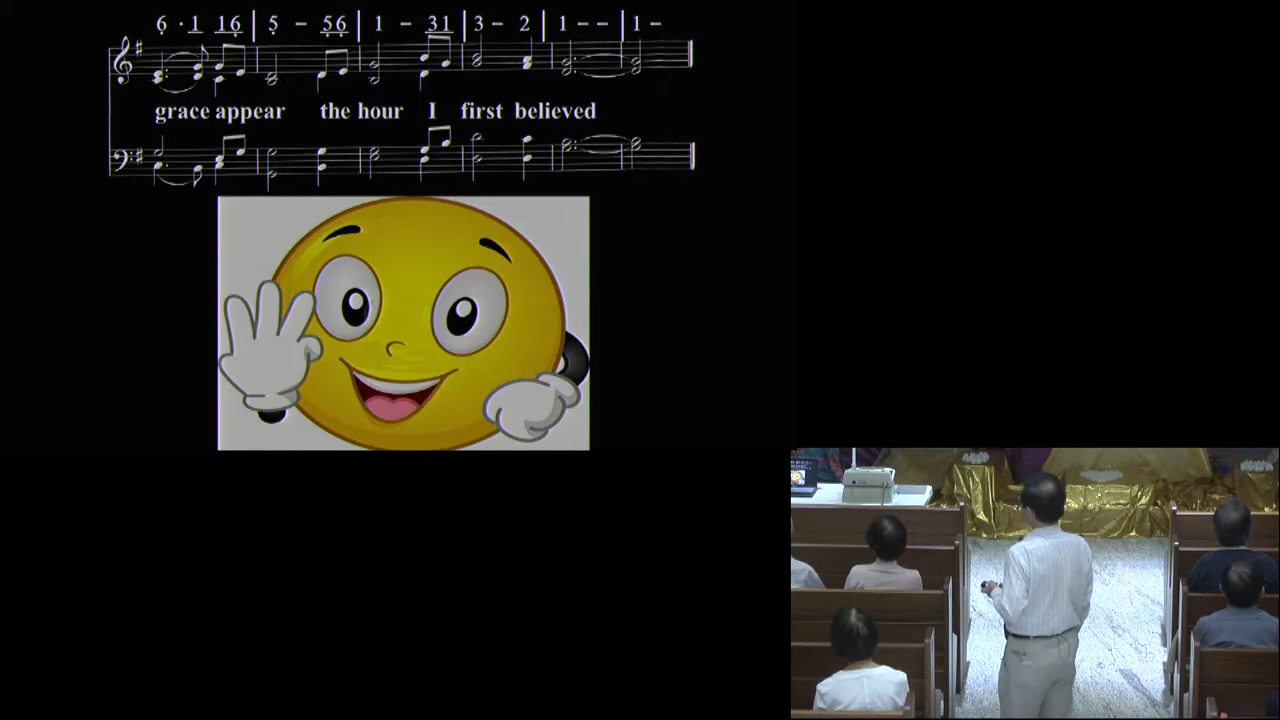 6 · 1 16 | 5 – 56 | 1 – 31 | 3 – 2 | 1 – – | 1 –
grace appear the hour I first believed